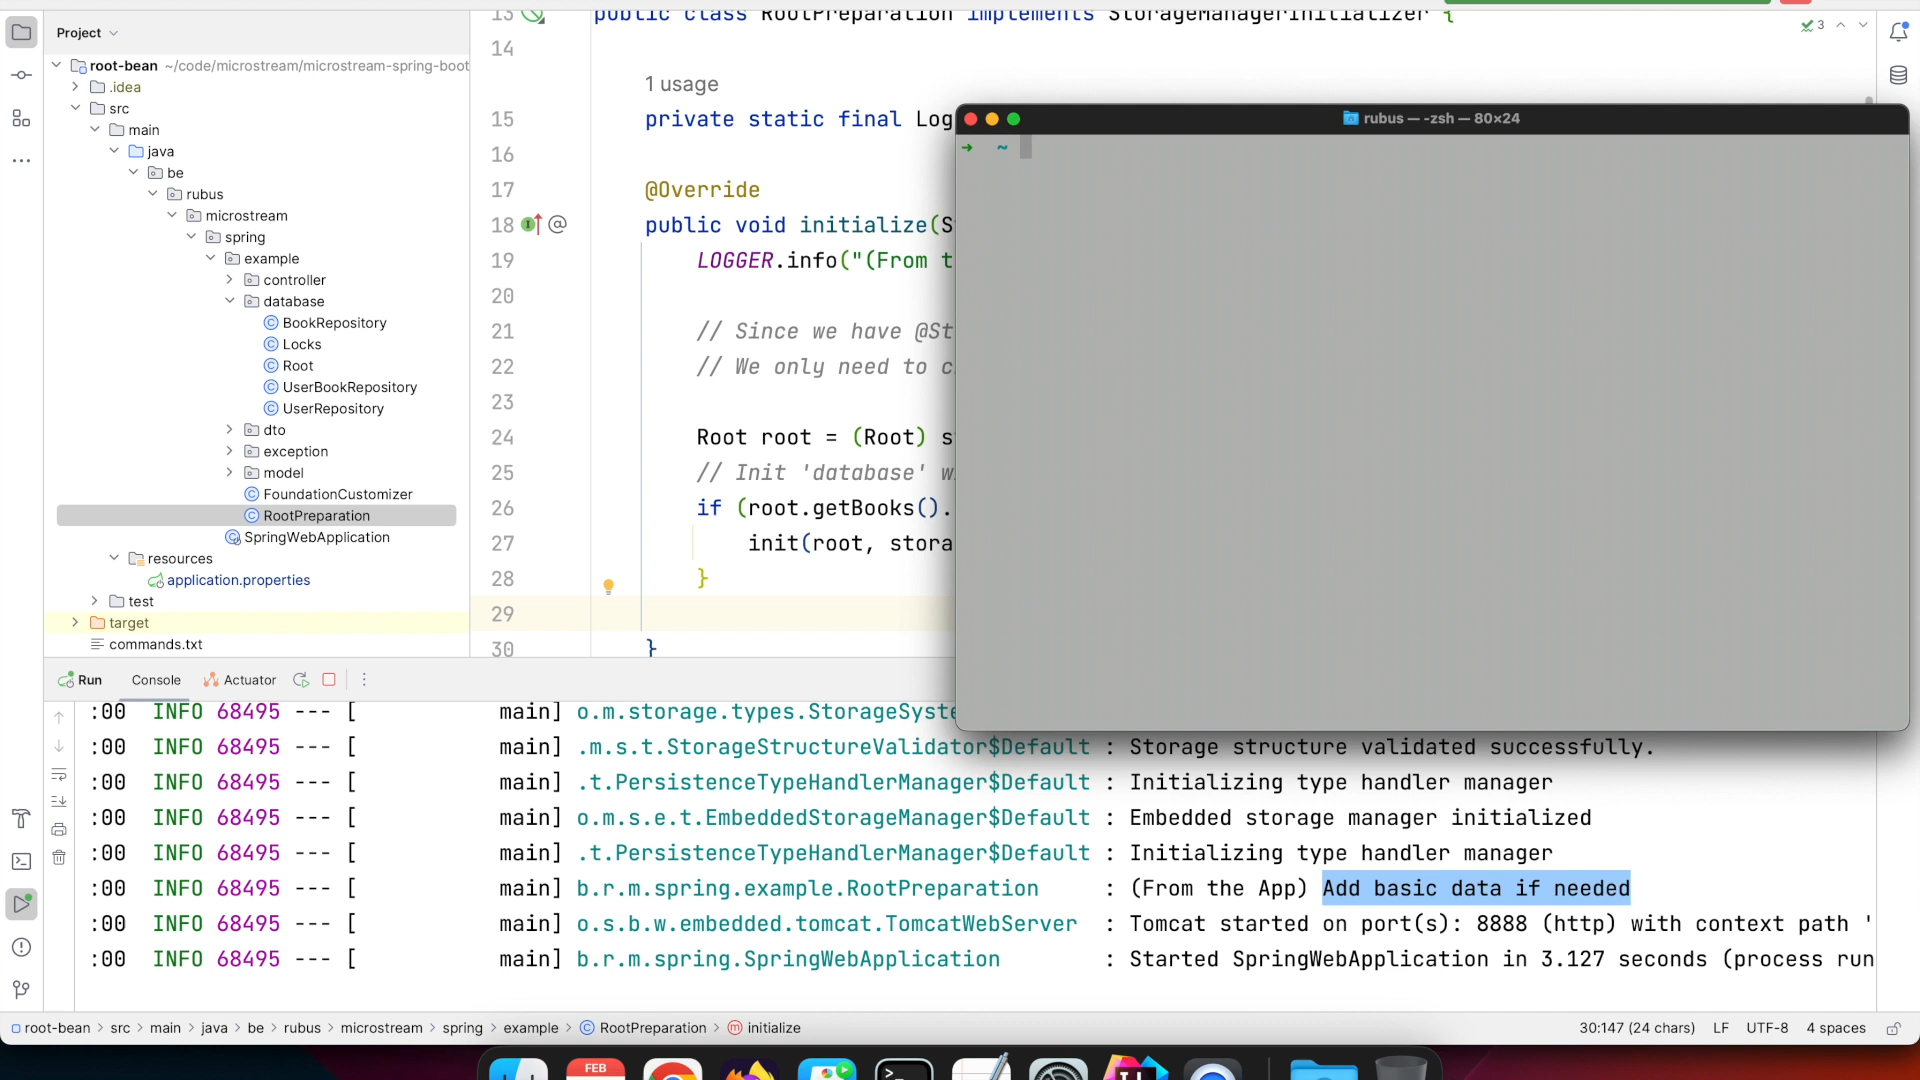 Project
root-bean ~/code/microstream/microstream-spring-boot
.idea
src
main
java
be
rubus
microstream
spring
example
controller
database
BookRepository
Locks
Root
UserBookRepository
UserRepository
dto
exception
model
FoundationCustomizer
RootPreparation
SpringWebApplication
resources
application.properties
test
target
commands.txt
13 public class RootPreparation implements StorageManagerInitializer {
3
14
1 usage
15 private static final Log
16
17 @Override
18 public void initialize(S
19 LOGGER.info("(From t
20
21 // Since we have @St
22 // We only need to c
23
24 Root root = (Root) s
25 // Init 'database' w
26 if (root.getBooks().
27 init(root, stora
28 }
29
30 }
rubus — -zsh — 80×24
➜ ~
Run Console Actuator
:00 INFO 68495 --- [ main] o.m.storage.types.StorageSyste
:00 INFO 68495 --- [ main] .m.s.t.StorageStructureValidator$Default : Storage structure validated successfully.
:00 INFO 68495 --- [ main] .t.PersistenceTypeHandlerManager$Default : Initializing type handler manager
:00 INFO 68495 --- [ main] o.m.s.e.t.EmbeddedStorageManager$Default : Embedded storage manager initialized
:00 INFO 68495 --- [ main] .t.PersistenceTypeHandlerManager$Default : Initializing type handler manager
:00 INFO 68495 --- [ main] b.r.m.spring.example.RootPreparation : (From the App) Add basic data if needed
:00 INFO 68495 --- [ main] o.s.b.w.embedded.tomcat.TomcatWebServer : Tomcat started on port(s): 8888 (http) with context path '
:00 INFO 68495 --- [ main] b.r.m.spring.SpringWebApplication : Started SpringWebApplication in 3.127 seconds (process run
root-bean > src > main > java > be > rubus > microstream > spring > example > RootPreparation > initialize
30:147 (24 chars) LF UTF-8 4 spaces
FEB